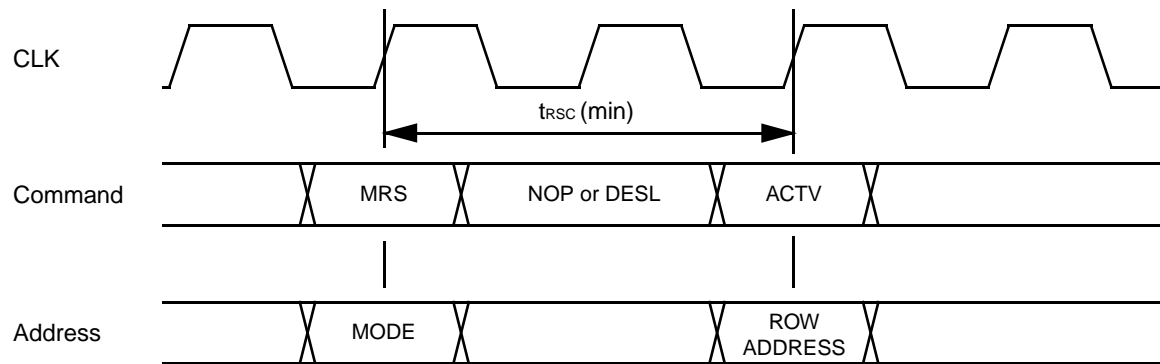 CLK
tRSC (min)
Command
MRS
NOP or DESL
ACTV
Address
MODE
ROW
ADDRESS